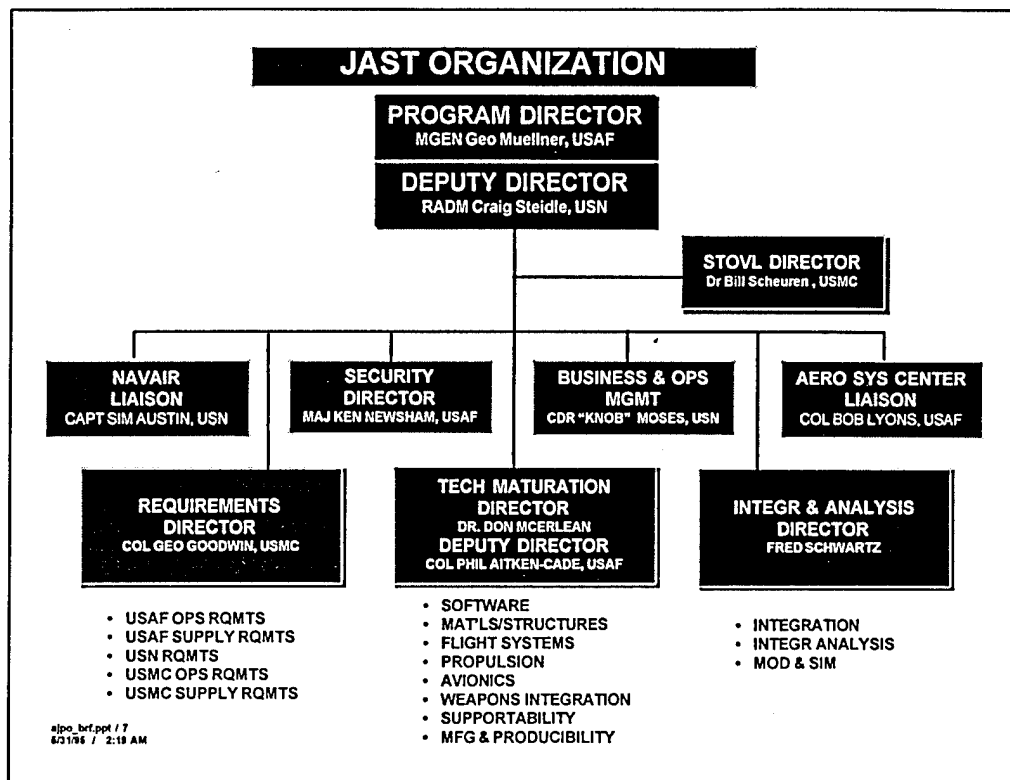 JAST ORGANIZATION
PROGRAM DIRECTOR
MGEN Geo Muellner, USAF
DEPUTY DIRECTOR
RADM Craig Steidle, USN
STOVL DIRECTOR
Dr Bill Scheuren , USMC
NAVAIR
LIAISON
CAPT SIM AUSTIN, USN
SECURITY
DIRECTOR
MAJ KEN NEWSHAM, USAF
BUSINESS & OPS
MGMT
CDR "KNOB" MOSES, USN
AERO SYS CENTER
LIAISON
COL BOB LYONS, USAF
REQUIREMENTS
DIRECTOR
COL GEO GOODWIN, USMC
TECH MATURATION
DIRECTOR
DR. DON MCERLEAN
DEPUTY DIRECTOR
COL PHIL AITKEN-CADE, USAF
INTEGR & ANALYSIS
DIRECTOR
FRED SCHWARTZ
• USAF OPS RQMTS
• USAF SUPPLY RQMTS
• USN RQMTS
• USMC OPS RQMTS
• USMC SUPPLY RQMTS
• SOFTWARE
• MAT'LS/STRUCTURES
• FLIGHT SYSTEMS
• PROPULSION
• AVIONICS
• WEAPONS INTEGRATION
• SUPPORTABILITY
• MFG & PRODUCIBILITY
• INTEGRATION
• INTEGR ANALYSIS
• MOD & SIM
ajpo_brf.ppt / 7
/ 2:19 AM